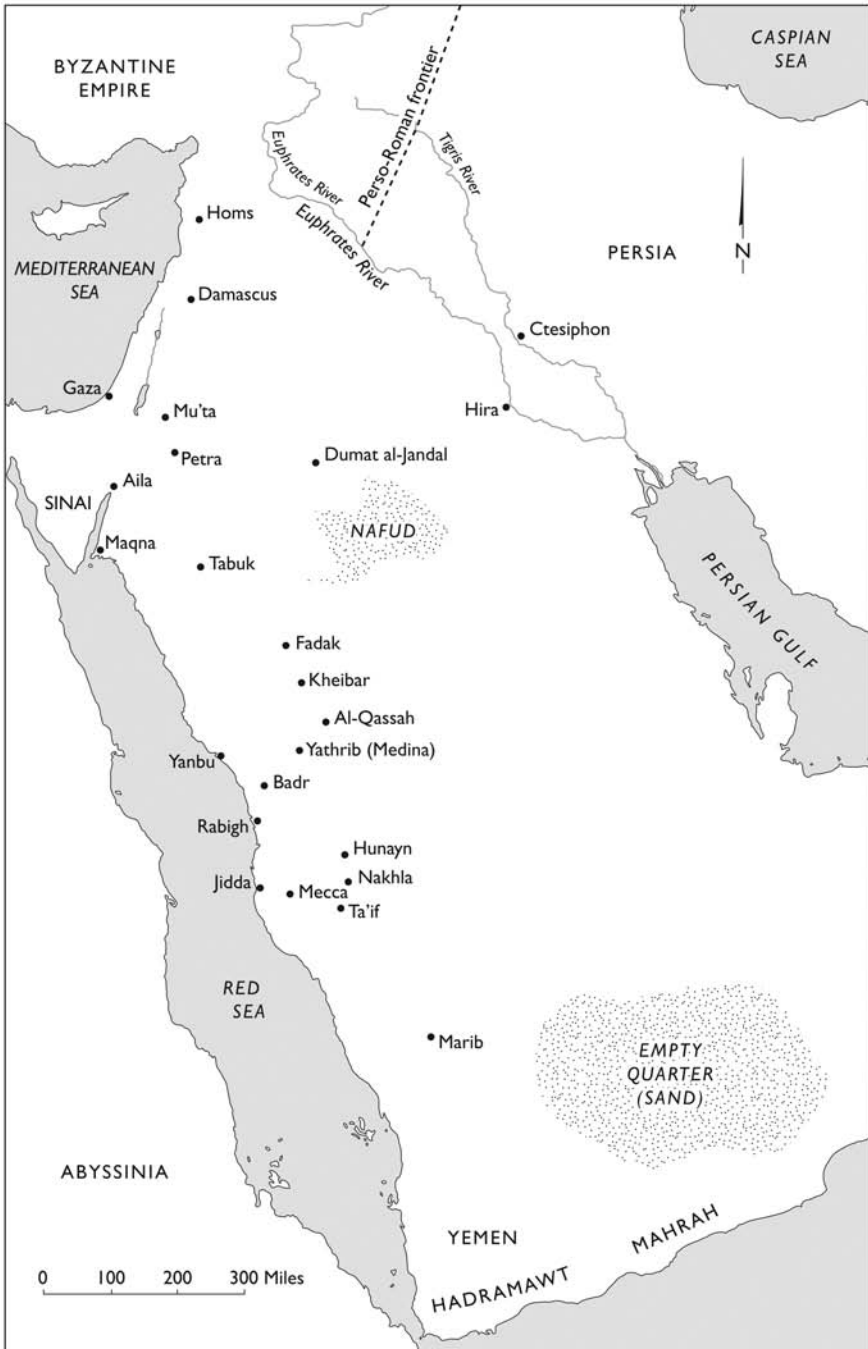 BYZANTINE
EMPIRE
CASPIAN
SEA
Perso-Roman frontier
Euphrates River
Tigris River
Euphrates River
Homs
N
PERSIA
MEDITERRANEAN
SEA
Damascus
Ctesiphon
Gaza
Mu'ta
Hira
Petra
Dumat al-Jandal
Aila
SINAI
NAFUD
Maqna
Tabuk
PERSIAN GULF
Fadak
Kheibar
Al-Qassah
Yathrib (Medina)
Yanbu
Badr
Rabigh
Hunayn
Nakhla
Jidda
Mecca
Ta'if
RED
SEA
Marib
EMPTY
QUARTER
(SAND)
ABYSSINIA
YEMEN
MAHRAH
HADRAMAWT
0 100 200 300 Miles